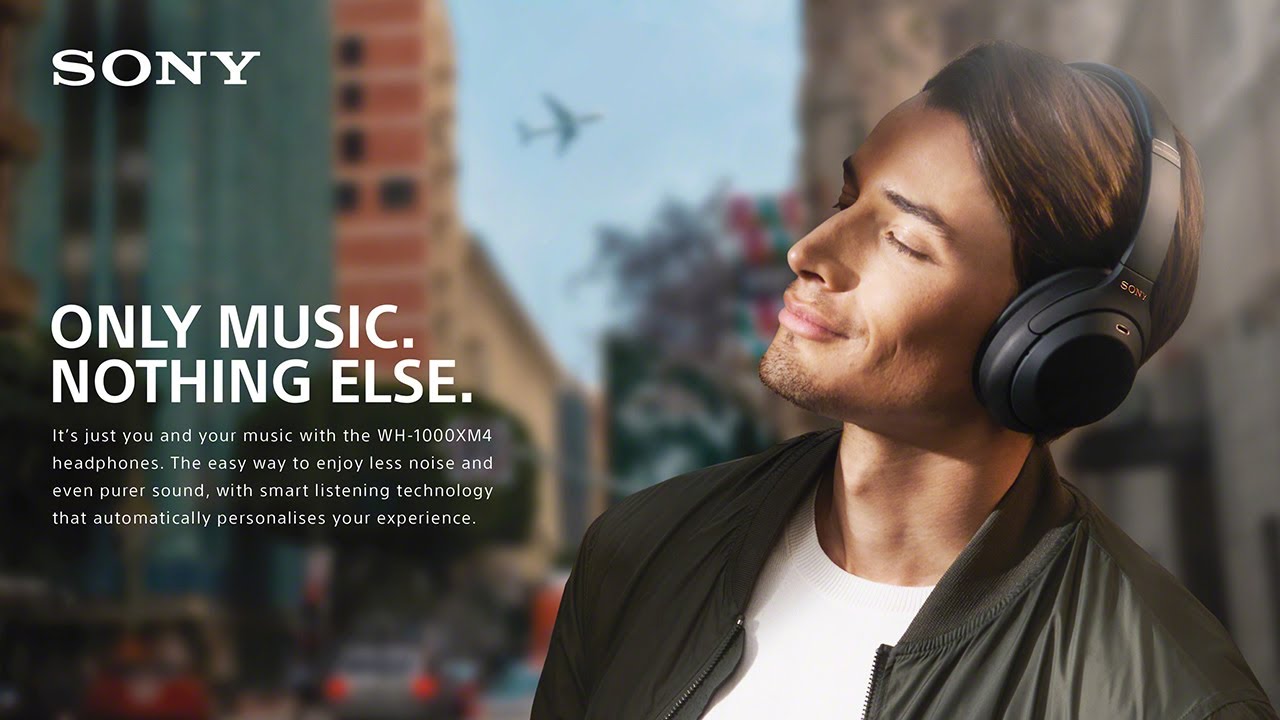 SONY
ONLY MUSIC.
NOTHING ELSE.
It's just you and your music with the WH-1000XM4
headphones. The easy way to enjoy less noise and
even purer sound, with smart listening technology
that automatically personalises your experience.
SONY